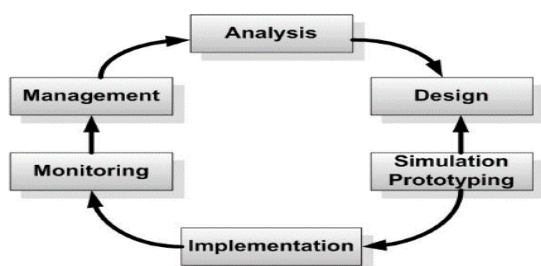 Analysis
Management
Design
Monitoring
Simulation
Prototyping
Implementation